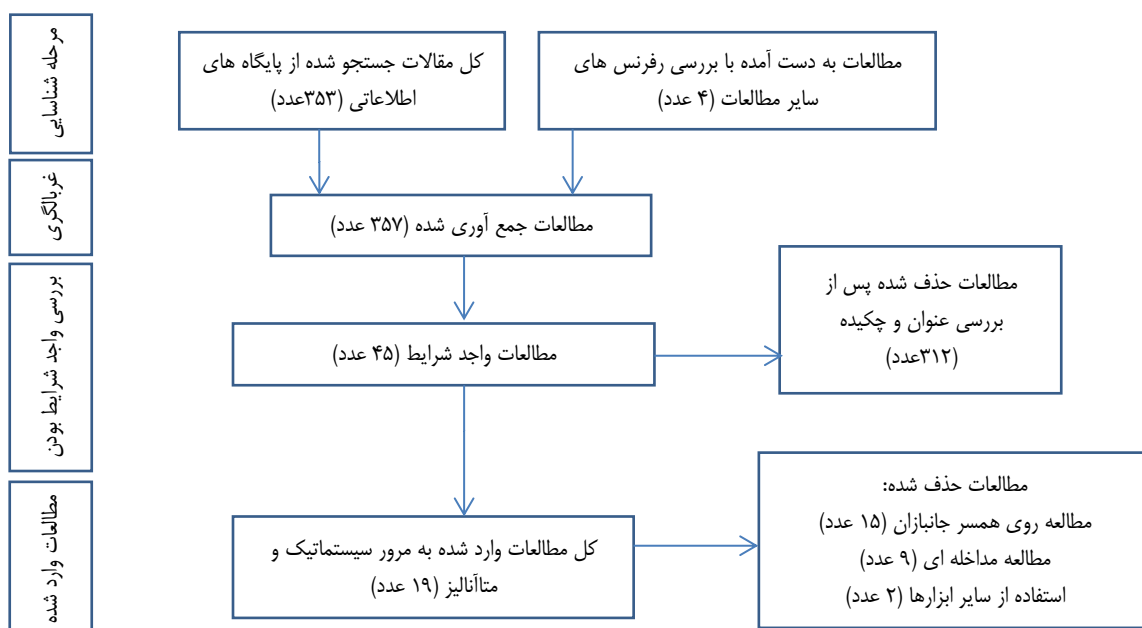 مرحله شناسایی
مطالعات به دست آمده با بررسی رفرنس های
سایر مطالعات (۴ عدد)
کل مقالات جستجو شده از پایگاه های
اطلاعاتی (۳۵۳عدد)
غربالگری
مطالعات جمع آوری شده (۳۵۷ عدد)
بررسی واجد شرایط بودن
مطالعات حذف شده پس از
بررسی عنوان و چکیده
(۳۱۲عدد)
مطالعات واجد شرایط (۴۵ عدد)
مطالعات وارد شده
مطالعات حذف شده:
مطالعه روی همسر جانبازان (۱۵ عدد)
مطالعه مداخله ای (۹ عدد)
استفاده از سایر ابزارها (۲ عدد)
کل مطالعات وارد شده به مرور سیستماتیک و
متاآنالیز (۱۹ عدد)